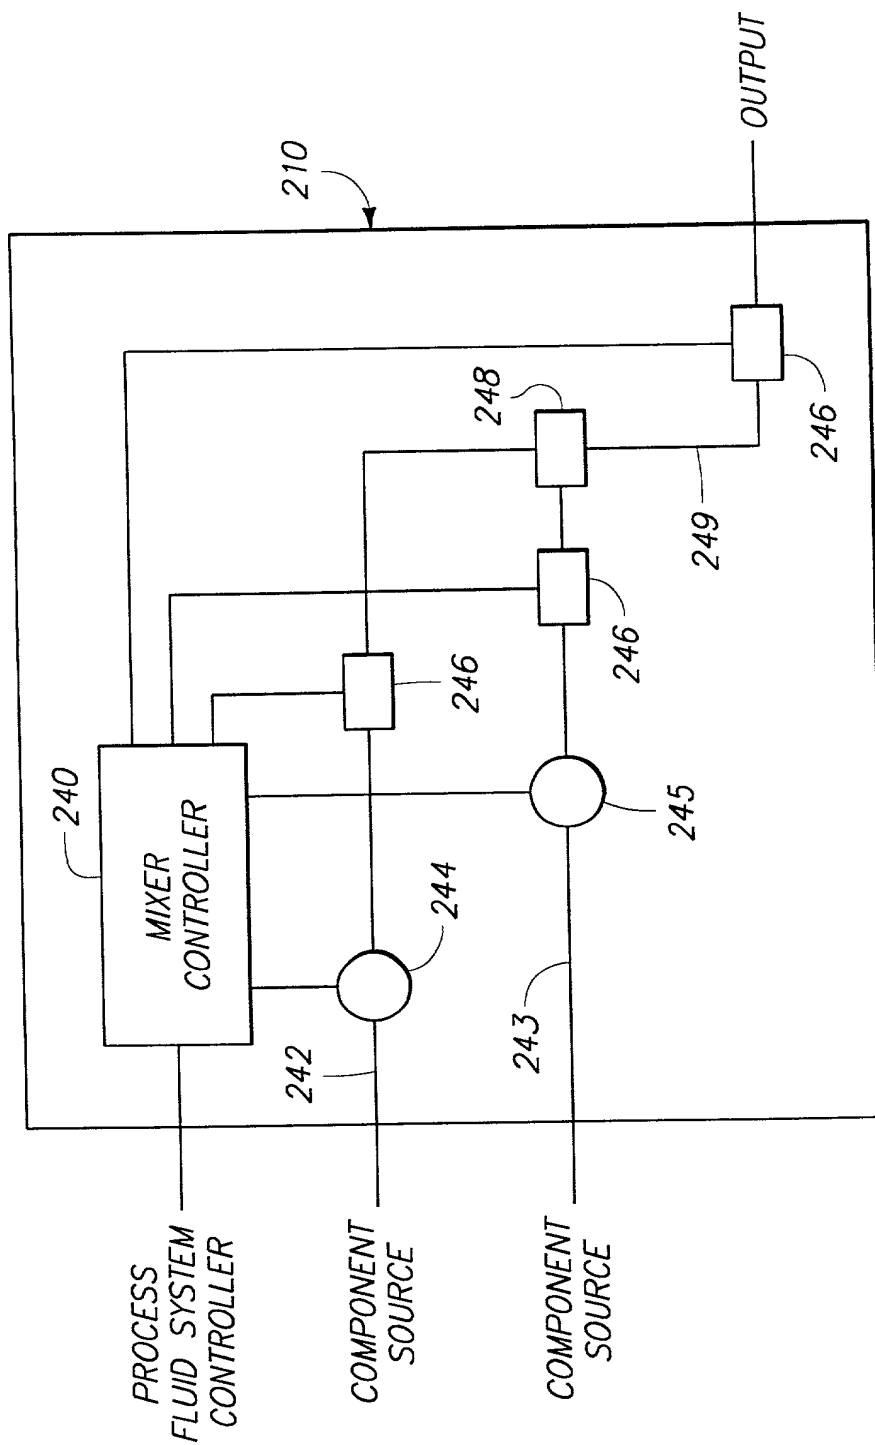 210
240
MIXER
CONTROLLER
PROCESS
FLUID SYSTEM
CONTROLLER
242
244
246
COMPONENT
SOURCE
248
243
245
246
249
246
COMPONENT
SOURCE
OUTPUT